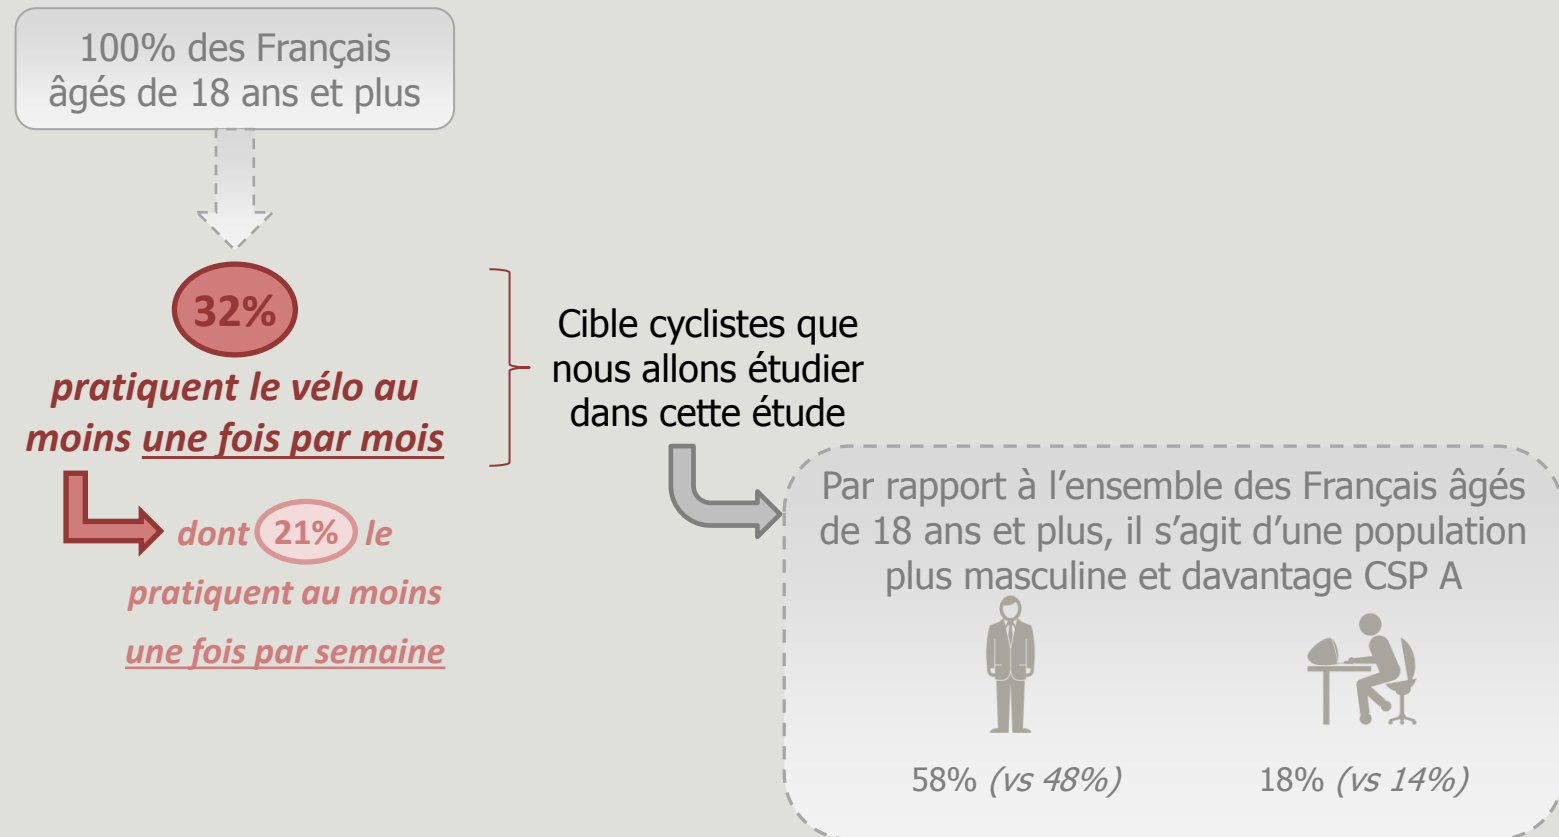 100% des Français
âgés de 18 ans et plus
32%
pratiquent le vélo au
moins une fois par mois
dont 21% le
pratiquent au moins
une fois par semaine
Cible cyclistes que
nous allons étudier
dans cette étude
Par rapport à l’ensemble des Français âgés
de 18 ans et plus, il s’agit d’une population
plus masculine et davantage CSP A
58% (vs 48%)
18% (vs 14%)